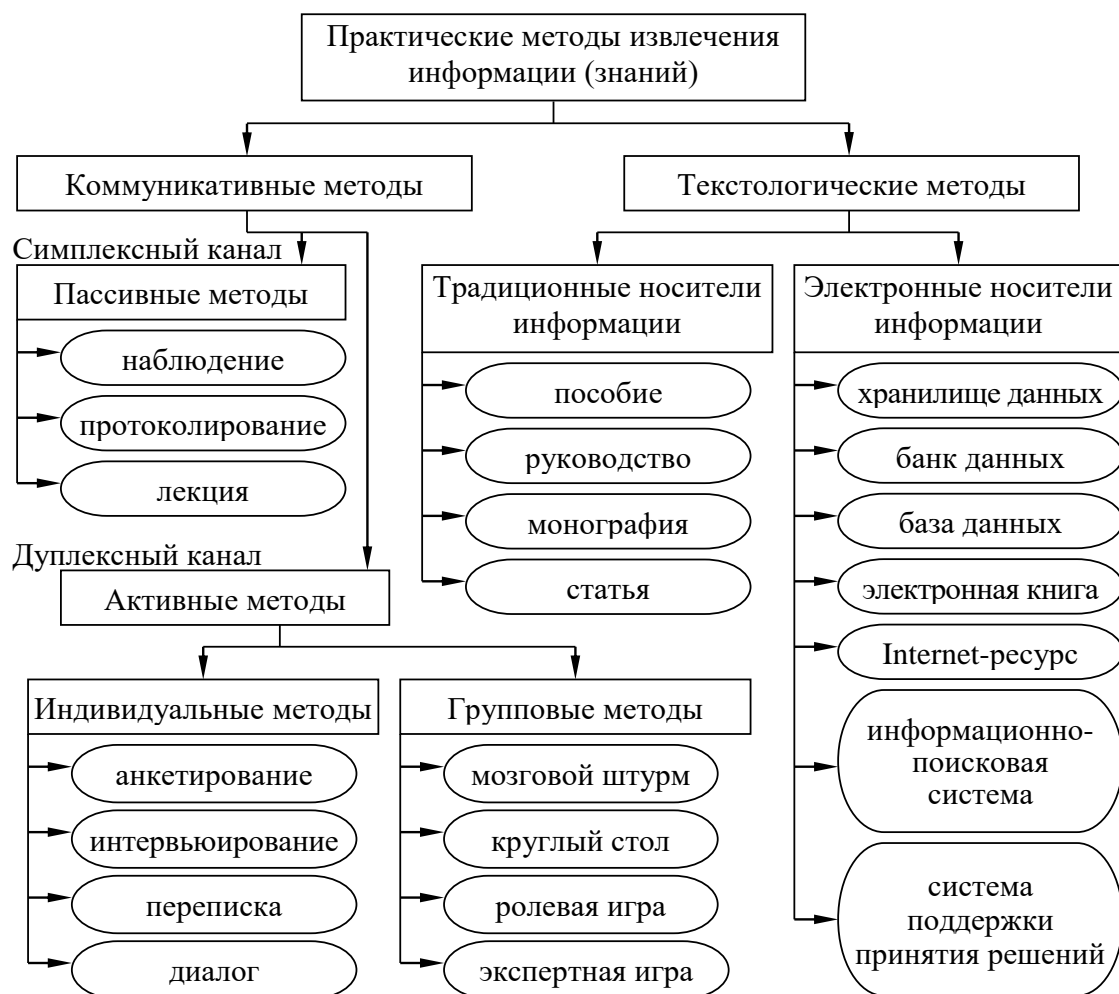 Практические методы извлечения
информации (знаний)
Коммуникативные методы
Текстологические методы
Симплексный канал
Пассивные методы
наблюдение
протоколирование
лекция
Дуплексный канал
Активные методы
Индивидуальные методы
анкетирование
интервьюирование
переписка
диалог
Групповые методы
мозговой штурм
круглый стол
ролевая игра
экспертная игра
Традиционные носители
информации
пособие
руководство
монография
статья
Электронные носители
информации
хранилище данных
банк данных
база данных
электронная книга
Internet-ресурс
информационно-
поисковая
система
система
поддержки
принятия решений